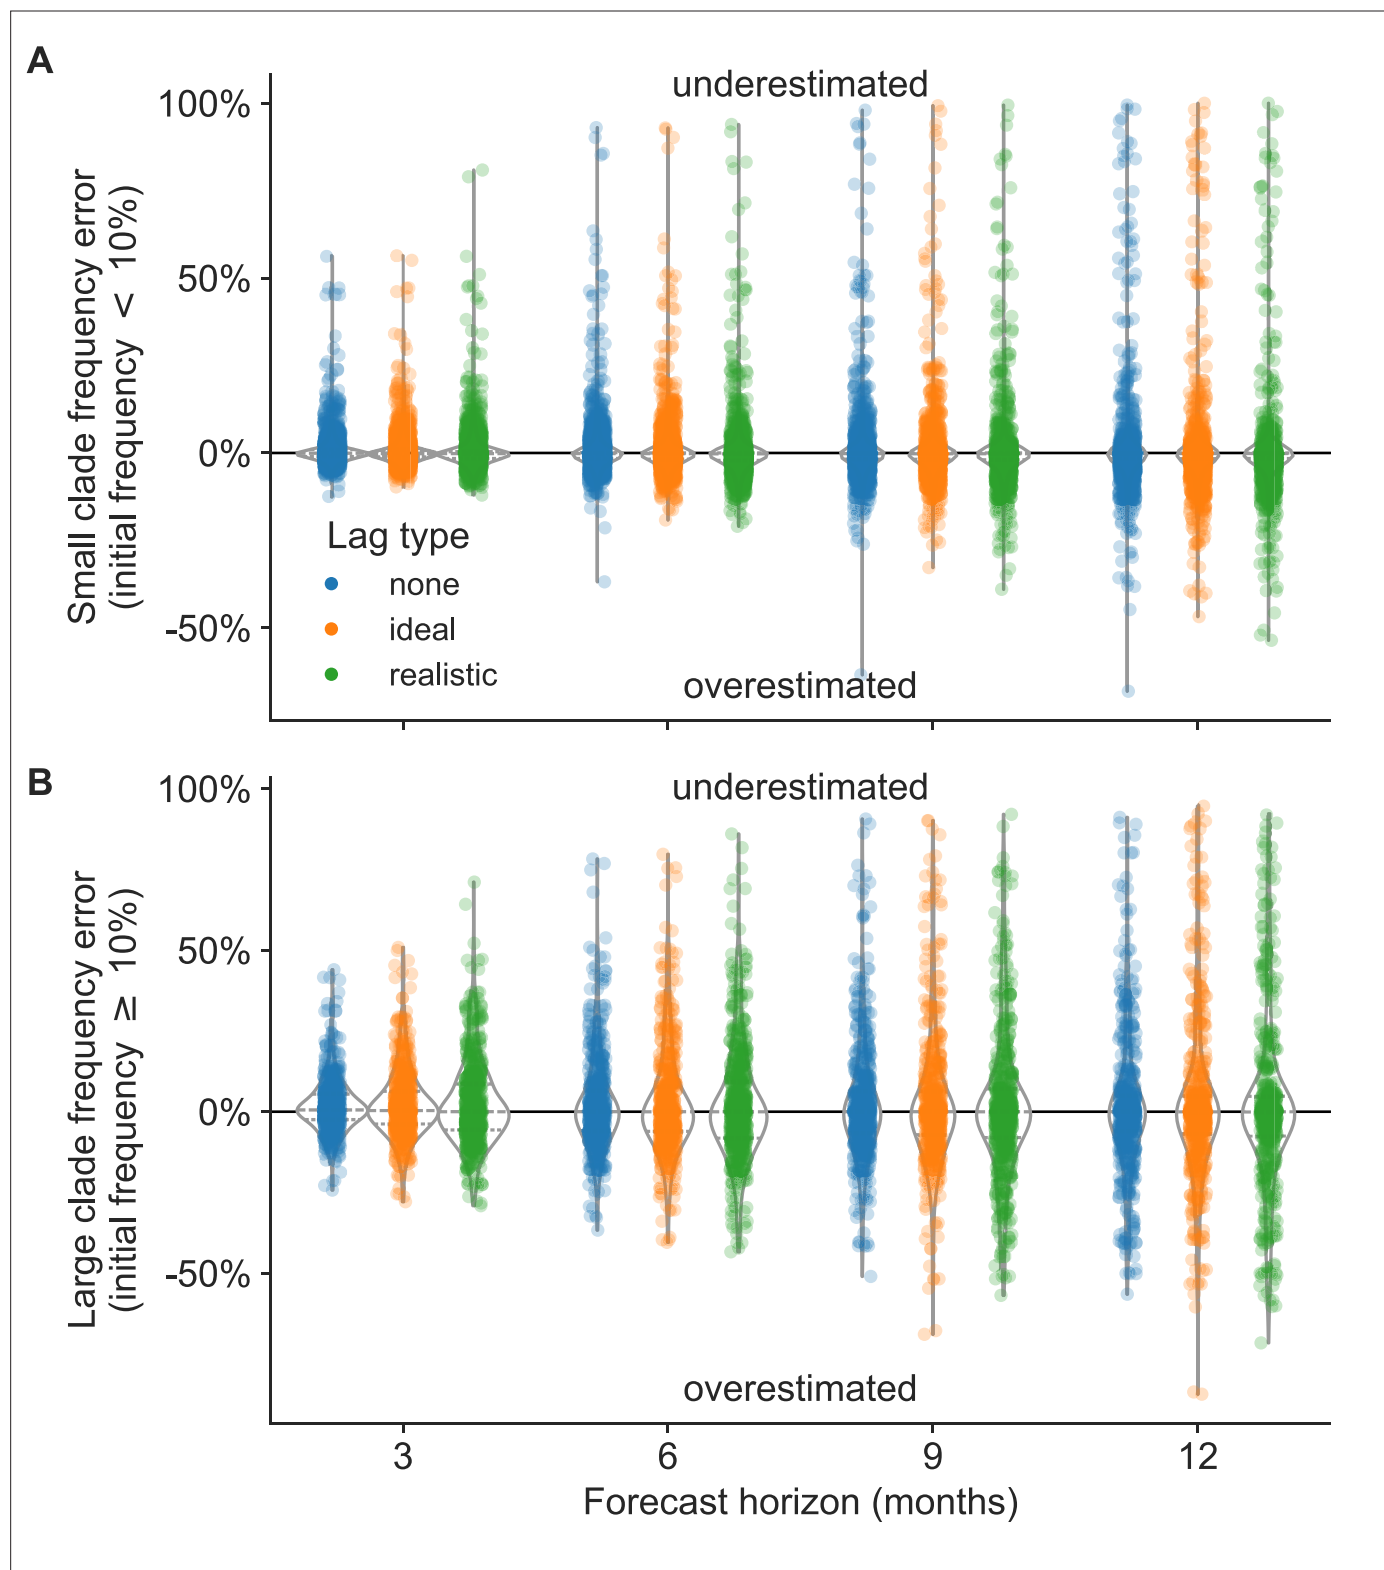 A
underestimated
100%
50%
0%
-50%
Small clade frequency error
(initial frequency < 10%)
Lag type
none
ideal
realistic
overestimated
B
underestimated
100%
50%
0%
-50%
Large clade frequency error
(initial frequency ≥ 10%)
overestimated
3 6 9 12
Forecast horizon (months)